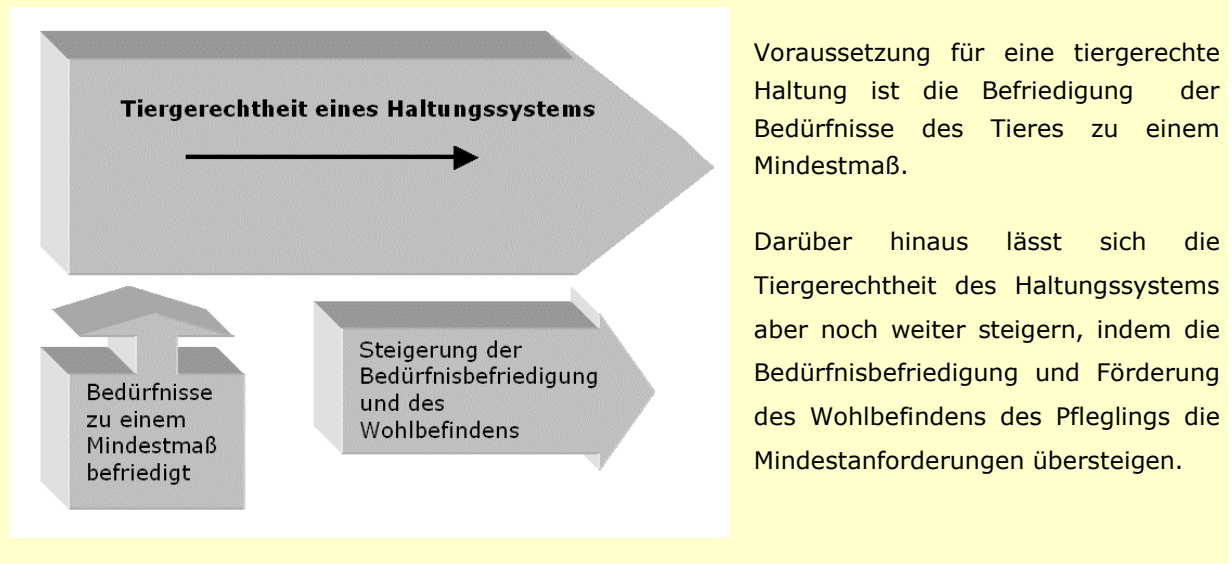 Tiergerechtheit eines Haltungssystems
Bedürfnisse
zu einem
Mindestmaß
befriedigt
Steigerung der
Bedürfnisbefriedigung
und des
Wohlbefindens
Voraussetzung für eine tiergerechte
Haltung ist die Befriedigung der
Bedürfnisse des Tieres zu einem
Mindestmaß.
Darüber hinaus lässt sich die
Tiergerechtheit des Haltungssystems
aber noch weiter steigern, indem die
Bedürfnisbefriedigung und Förderung
des Wohlbefindens des Pfleglings die
Mindestanforderungen übersteigen.